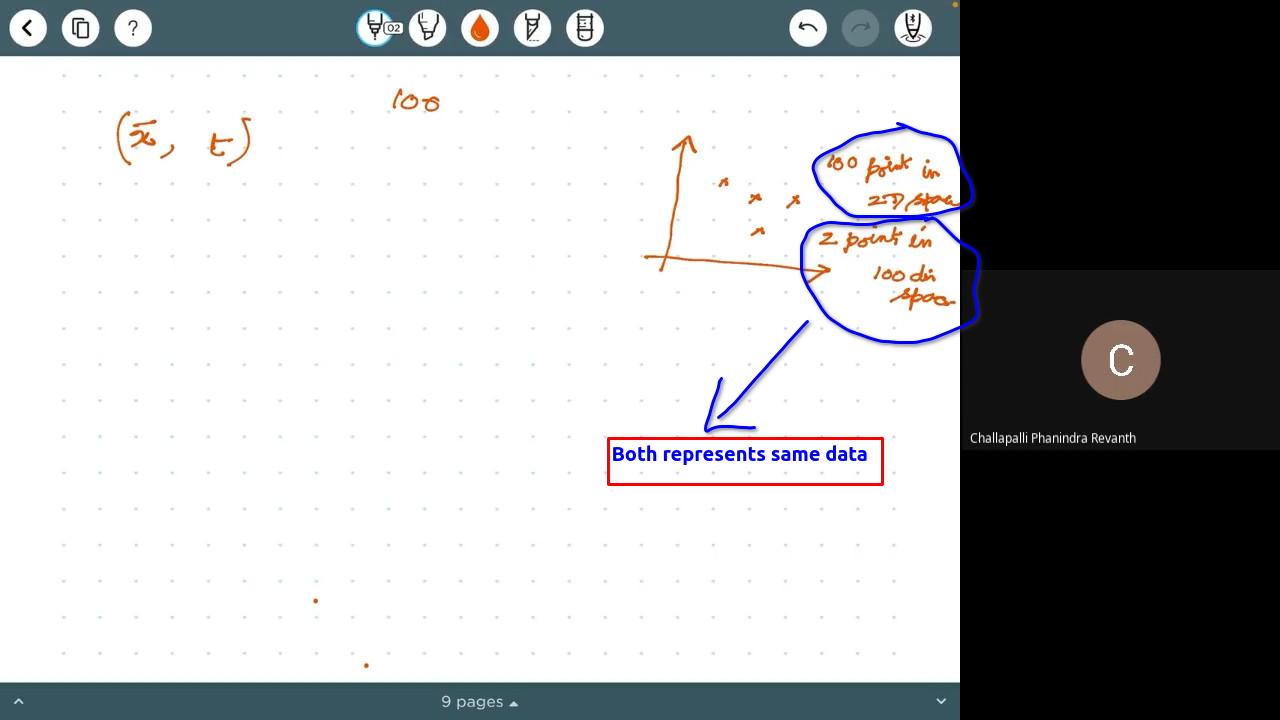 ?
02
100
(x̄, t)
100 point in
2D space
2 point in
100 dim
space
Both represents same data
C
Challapalli Phanindra Revanth
9 pages